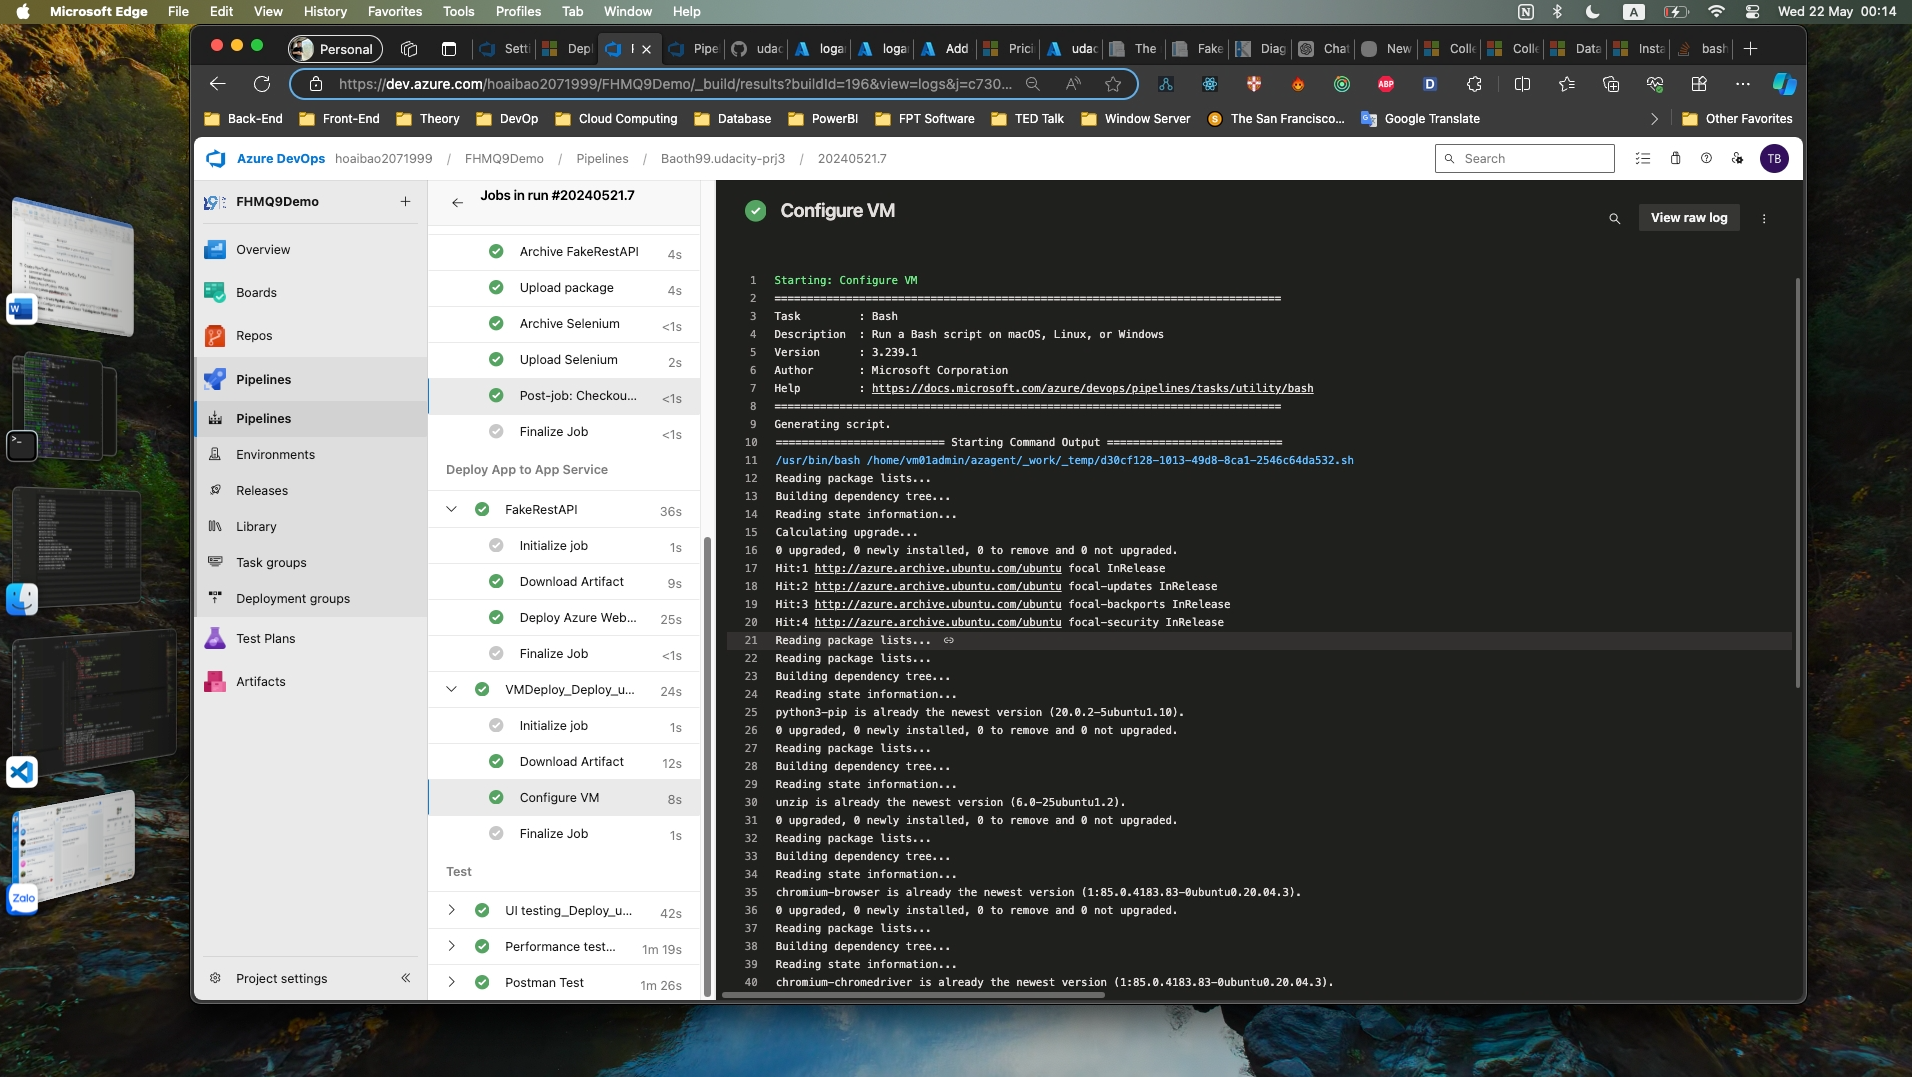 Microsoft Edge File Edit View History Favorites Tools Profiles Tab Window Help A Wed 22 May 00:14
Personal Setti Depl Pipe udac logar logar Add Prici udac The Fake Diag Chat New Colle Colle Data Insta bash
https://dev.azure.com/hoaibao2071999/FHMQ9Demo/_build/results?buildId=196&view=logs&j=c730... ABP D
Back-End Front-End Theory DevOp Cloud Computing Database PowerBI FPT Software TED Talk Window Server The San Francisco... Google Translate Other Favorites
Azure DevOps hoaibao2071999 / FHMQ9Demo / Pipelines / Baoth99.udacity-prj3 / 20240521.7 Search TB
FHMQ9Demo +
Overview
Boards
Repos
Pipelines
Pipelines
Environments
Releases
Library
Task groups
Deployment groups
Test Plans
Artifacts
Project settings
Jobs in run #20240521.7
Archive FakeRestAPI 4s
Upload package 4s
Archive Selenium <1s
Upload Selenium 2s
Post-job: Checkou... <1s
Finalize Job <1s
Deploy App to App Service
FakeRestAPI 36s
Initialize job 1s
Download Artifact 9s
Deploy Azure Web... 25s
Finalize Job <1s
VMDeploy_Deploy_u... 24s
Initialize job 1s
Download Artifact 12s
Configure VM 8s
Finalize Job 1s
Test
UI testing_Deploy_u... 42s
Performance test... 1m 19s
Postman Test 1m 26s
Configure VM
View raw log
1 Starting: Configure VM
2 ==============================================================================
3 Task : Bash
4 Description : Run a Bash script on macOS, Linux, or Windows
5 Version : 3.239.1
6 Author : Microsoft Corporation
7 Help : https://docs.microsoft.com/azure/devops/pipelines/tasks/utility/bash
8 ==============================================================================
9 Generating script.
10 ========================== Starting Command Output ===========================
11 /usr/bin/bash /home/vm01admin/azagent/_work/_temp/d30cf128-1013-49d8-8ca1-2546c64da532.sh
12 Reading package lists...
13 Building dependency tree...
14 Reading state information...
15 Calculating upgrade...
16 0 upgraded, 0 newly installed, 0 to remove and 0 not upgraded.
17 Hit:1 http://azure.archive.ubuntu.com/ubuntu focal InRelease
18 Hit:2 http://azure.archive.ubuntu.com/ubuntu focal-updates InRelease
19 Hit:3 http://azure.archive.ubuntu.com/ubuntu focal-backports InRelease
20 Hit:4 http://azure.archive.ubuntu.com/ubuntu focal-security InRelease
21 Reading package lists...
22 Reading package lists...
23 Building dependency tree...
24 Reading state information...
25 python3-pip is already the newest version (20.0.2-5ubuntu1.10).
26 0 upgraded, 0 newly installed, 0 to remove and 0 not upgraded.
27 Reading package lists...
28 Building dependency tree...
29 Reading state information...
30 unzip is already the newest version (6.0-25ubuntu1.2).
31 0 upgraded, 0 newly installed, 0 to remove and 0 not upgraded.
32 Reading package lists...
33 Building dependency tree...
34 Reading state information...
35 chromium-browser is already the newest version (1:85.0.4183.83-0ubuntu0.20.04.3).
36 0 upgraded, 0 newly installed, 0 to remove and 0 not upgraded.
37 Reading package lists...
38 Building dependency tree...
39 Reading state information...
40 chromium-chromedriver is already the newest version (1:85.0.4183.83-0ubuntu0.20.04.3).
Zalo